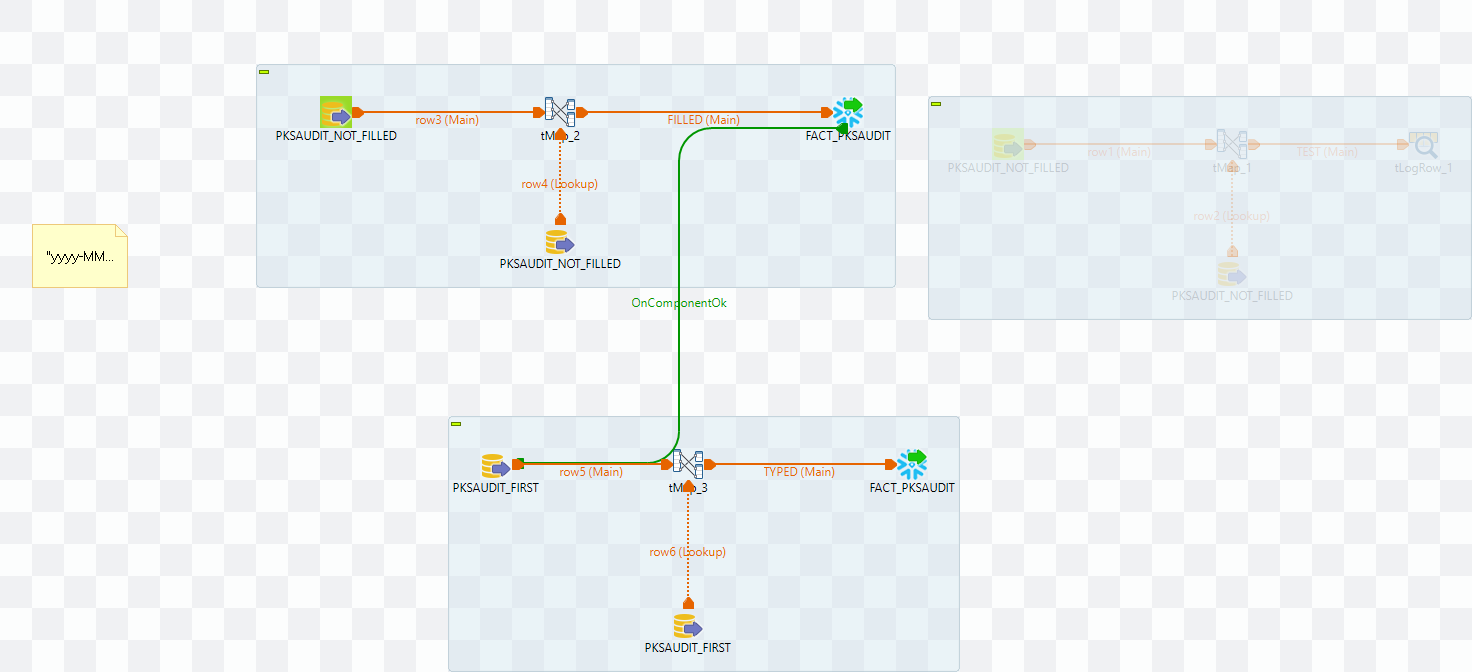 PKSAUDIT_NOT_FILLED
row3 (Main)
tMap_2
FILLED (Main)
FACT_PKSAUDIT
row4 (Lookup)
PKSAUDIT_NOT_FILLED
PKSAUDIT_NOT_FILLED
row1 (Main)
tMap_1
TEST (Main)
tLogRow_1
row2 (Lookup)
PKSAUDIT_NOT_FILLED
"yyyy-MM...
OnComponentOk
PKSAUDIT_FIRST
row5 (Main)
tMap_3
TYPED (Main)
FACT_PKSAUDIT
row6 (Lookup)
PKSAUDIT_FIRST